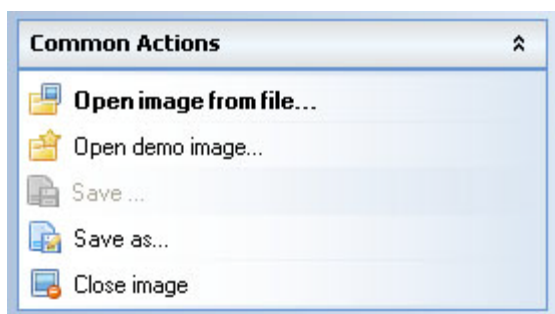 Common Actions
Open image from file...
Open demo image...
Save ...
Save as...
Close image